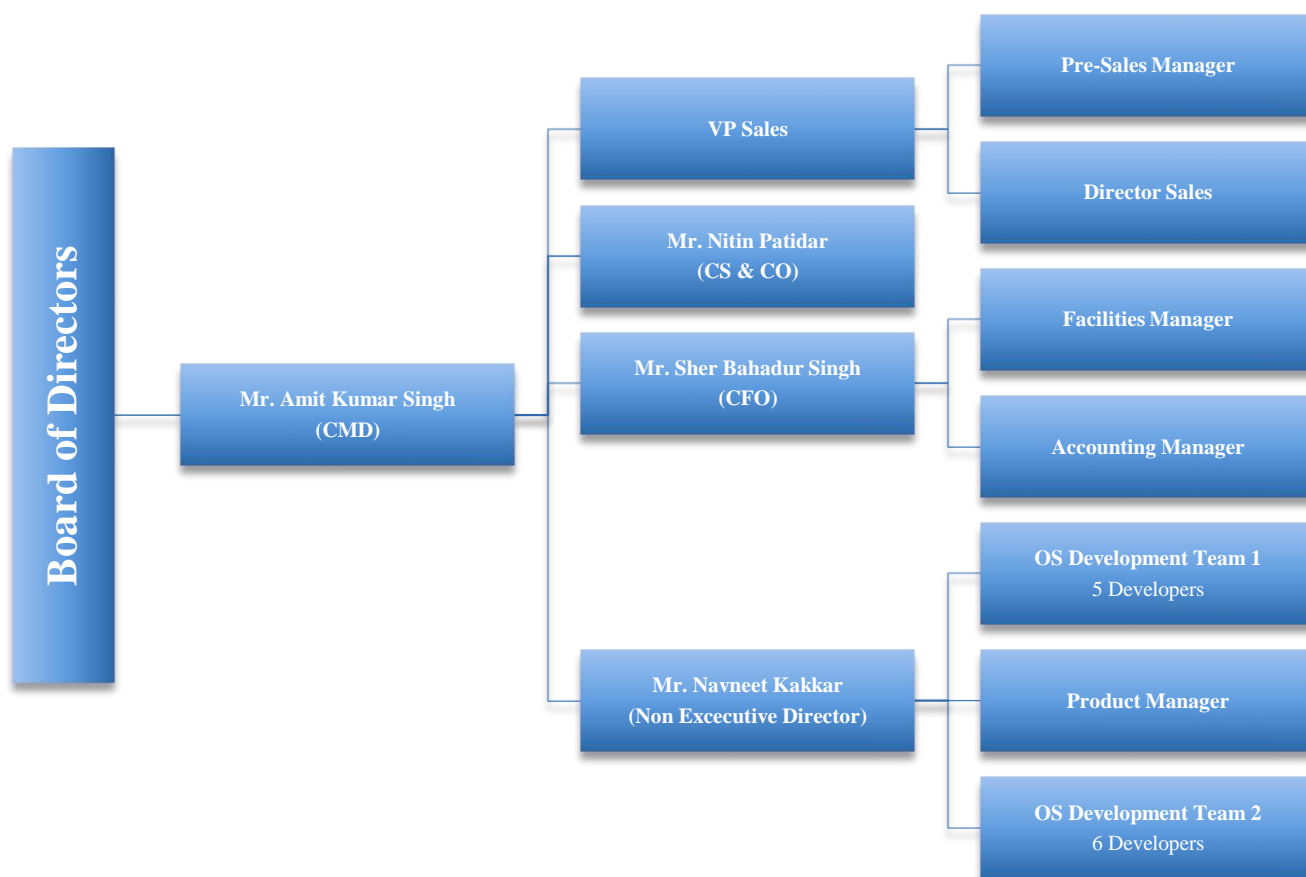 Board of Directors
Mr. Amit Kumar Singh
(CMD)
VP Sales
Pre-Sales Manager
Director Sales
Mr. Nitin Patidar
(CS & CO)
Mr. Sher Bahadur Singh
(CFO)
Facilities Manager
Accounting Manager
Mr. Navneet Kakkar
(Non Excecutive Director)
OS Development Team 1
5 Developers
Product Manager
OS Development Team 2
6 Developers